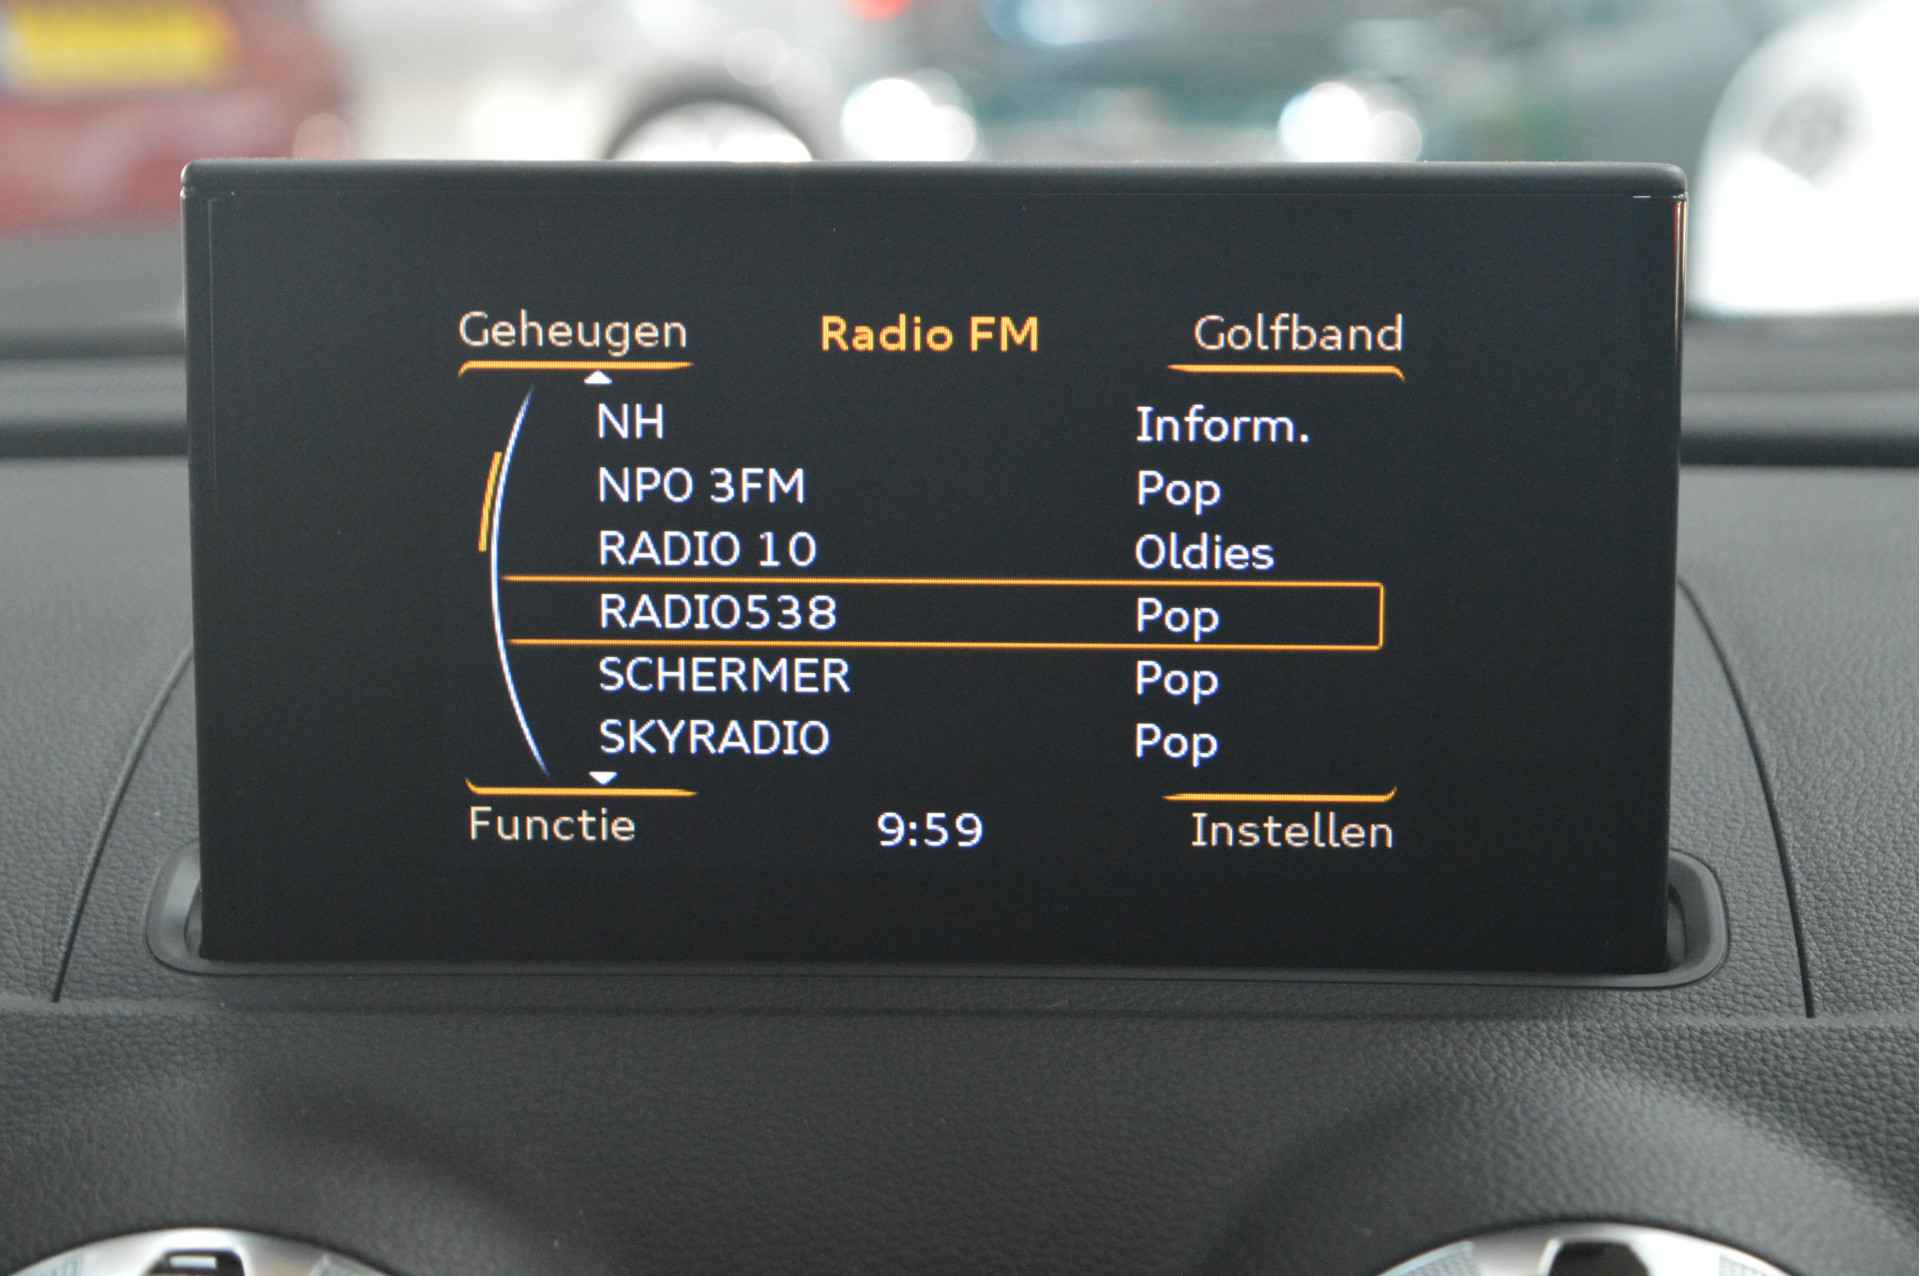 Geheugen Radio FM Golfband
NH Inform.
NPO 3FM Pop
RADIO 10 Oldies
RADIO538 Pop
SCHERMER Pop
SKYRADIO Pop
Functie 9:59 Instellen